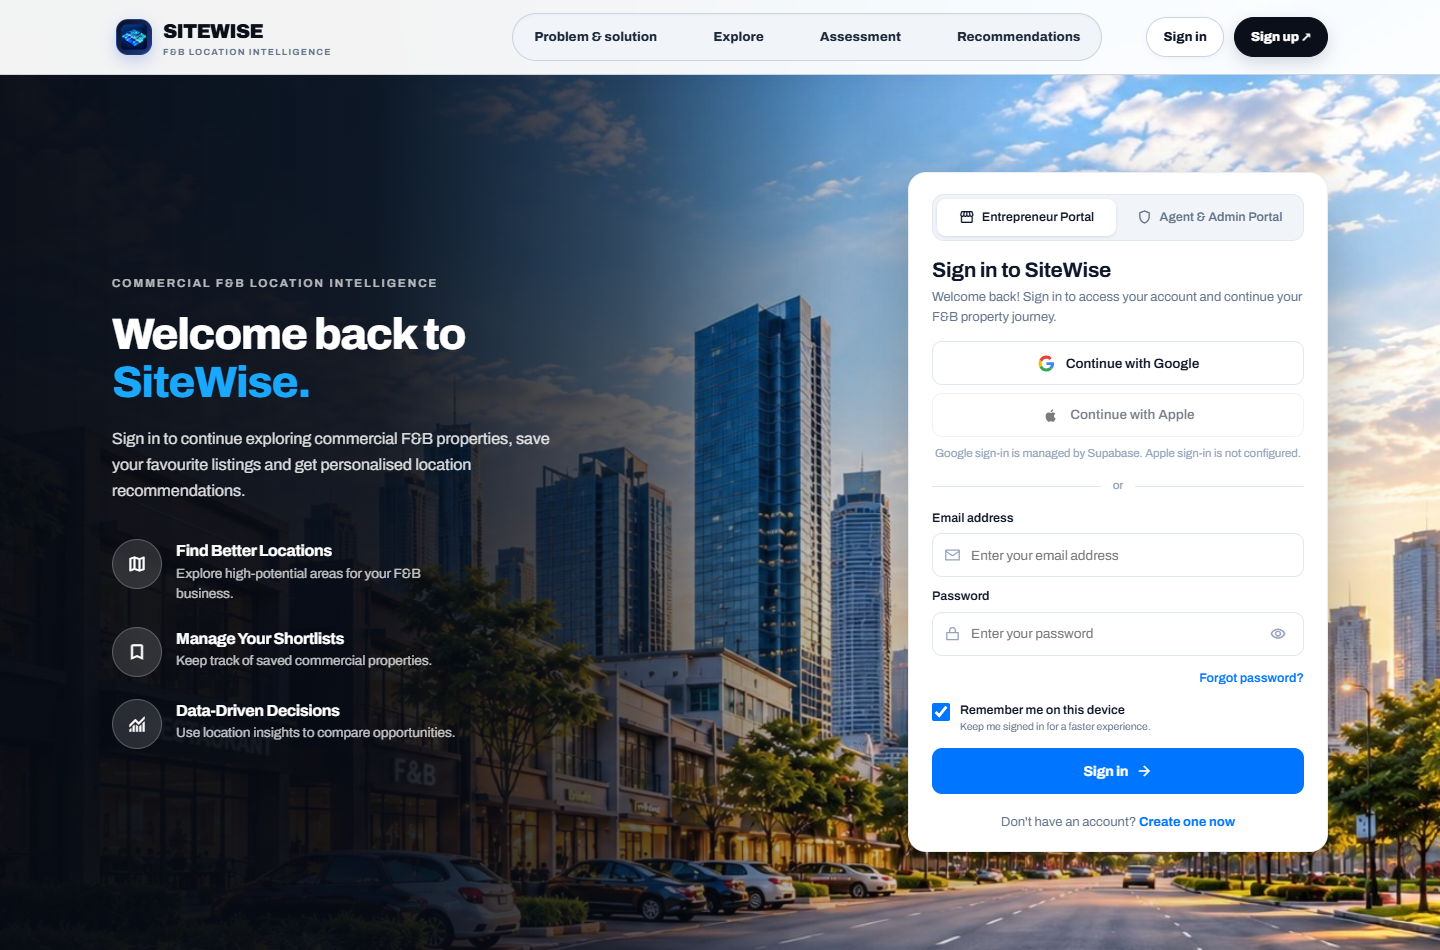 SITEWISE
F&B LOCATION INTELLIGENCE
Problem & solution
Explore
Assessment
Recommendations
Sign in
Sign up ↗
COMMERCIAL F&B LOCATION INTELLIGENCE
Welcome back to
SiteWise.
Sign in to continue exploring commercial F&B properties, save
your favourite listings and get personalised location
recommendations.
Find Better Locations
Explore high-potential areas for your F&B
business.
Manage Your Shortlists
Keep track of saved commercial properties.
Data-Driven Decisions
Use location insights to compare opportunities.
RESTAURANT
F&B
Entrepreneur Portal
Agent & Admin Portal
Sign in to SiteWise
Welcome back! Sign in to access your account and continue your
F&B property journey.
Continue with Google
Continue with Apple
Google sign-in is managed by Supabase. Apple sign-in is not configured.
or
Email address
Enter your email address
Password
Enter your password
Forgot password?
Remember me on this device
Keep me signed in for a faster experience.
Sign in →
Don't have an account? Create one now